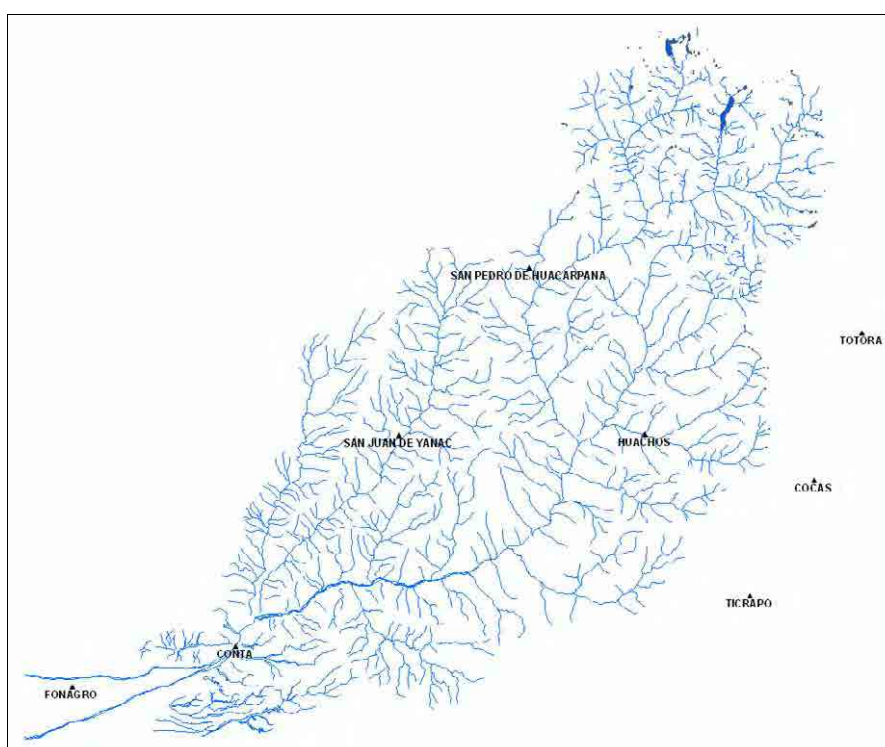 SAN PEDRO DE HUACARPANA
TOTORA
SAN JUAN DE YANAC
HUACHOS
COCAS
TICRAPO
CONTA
FONAGRO